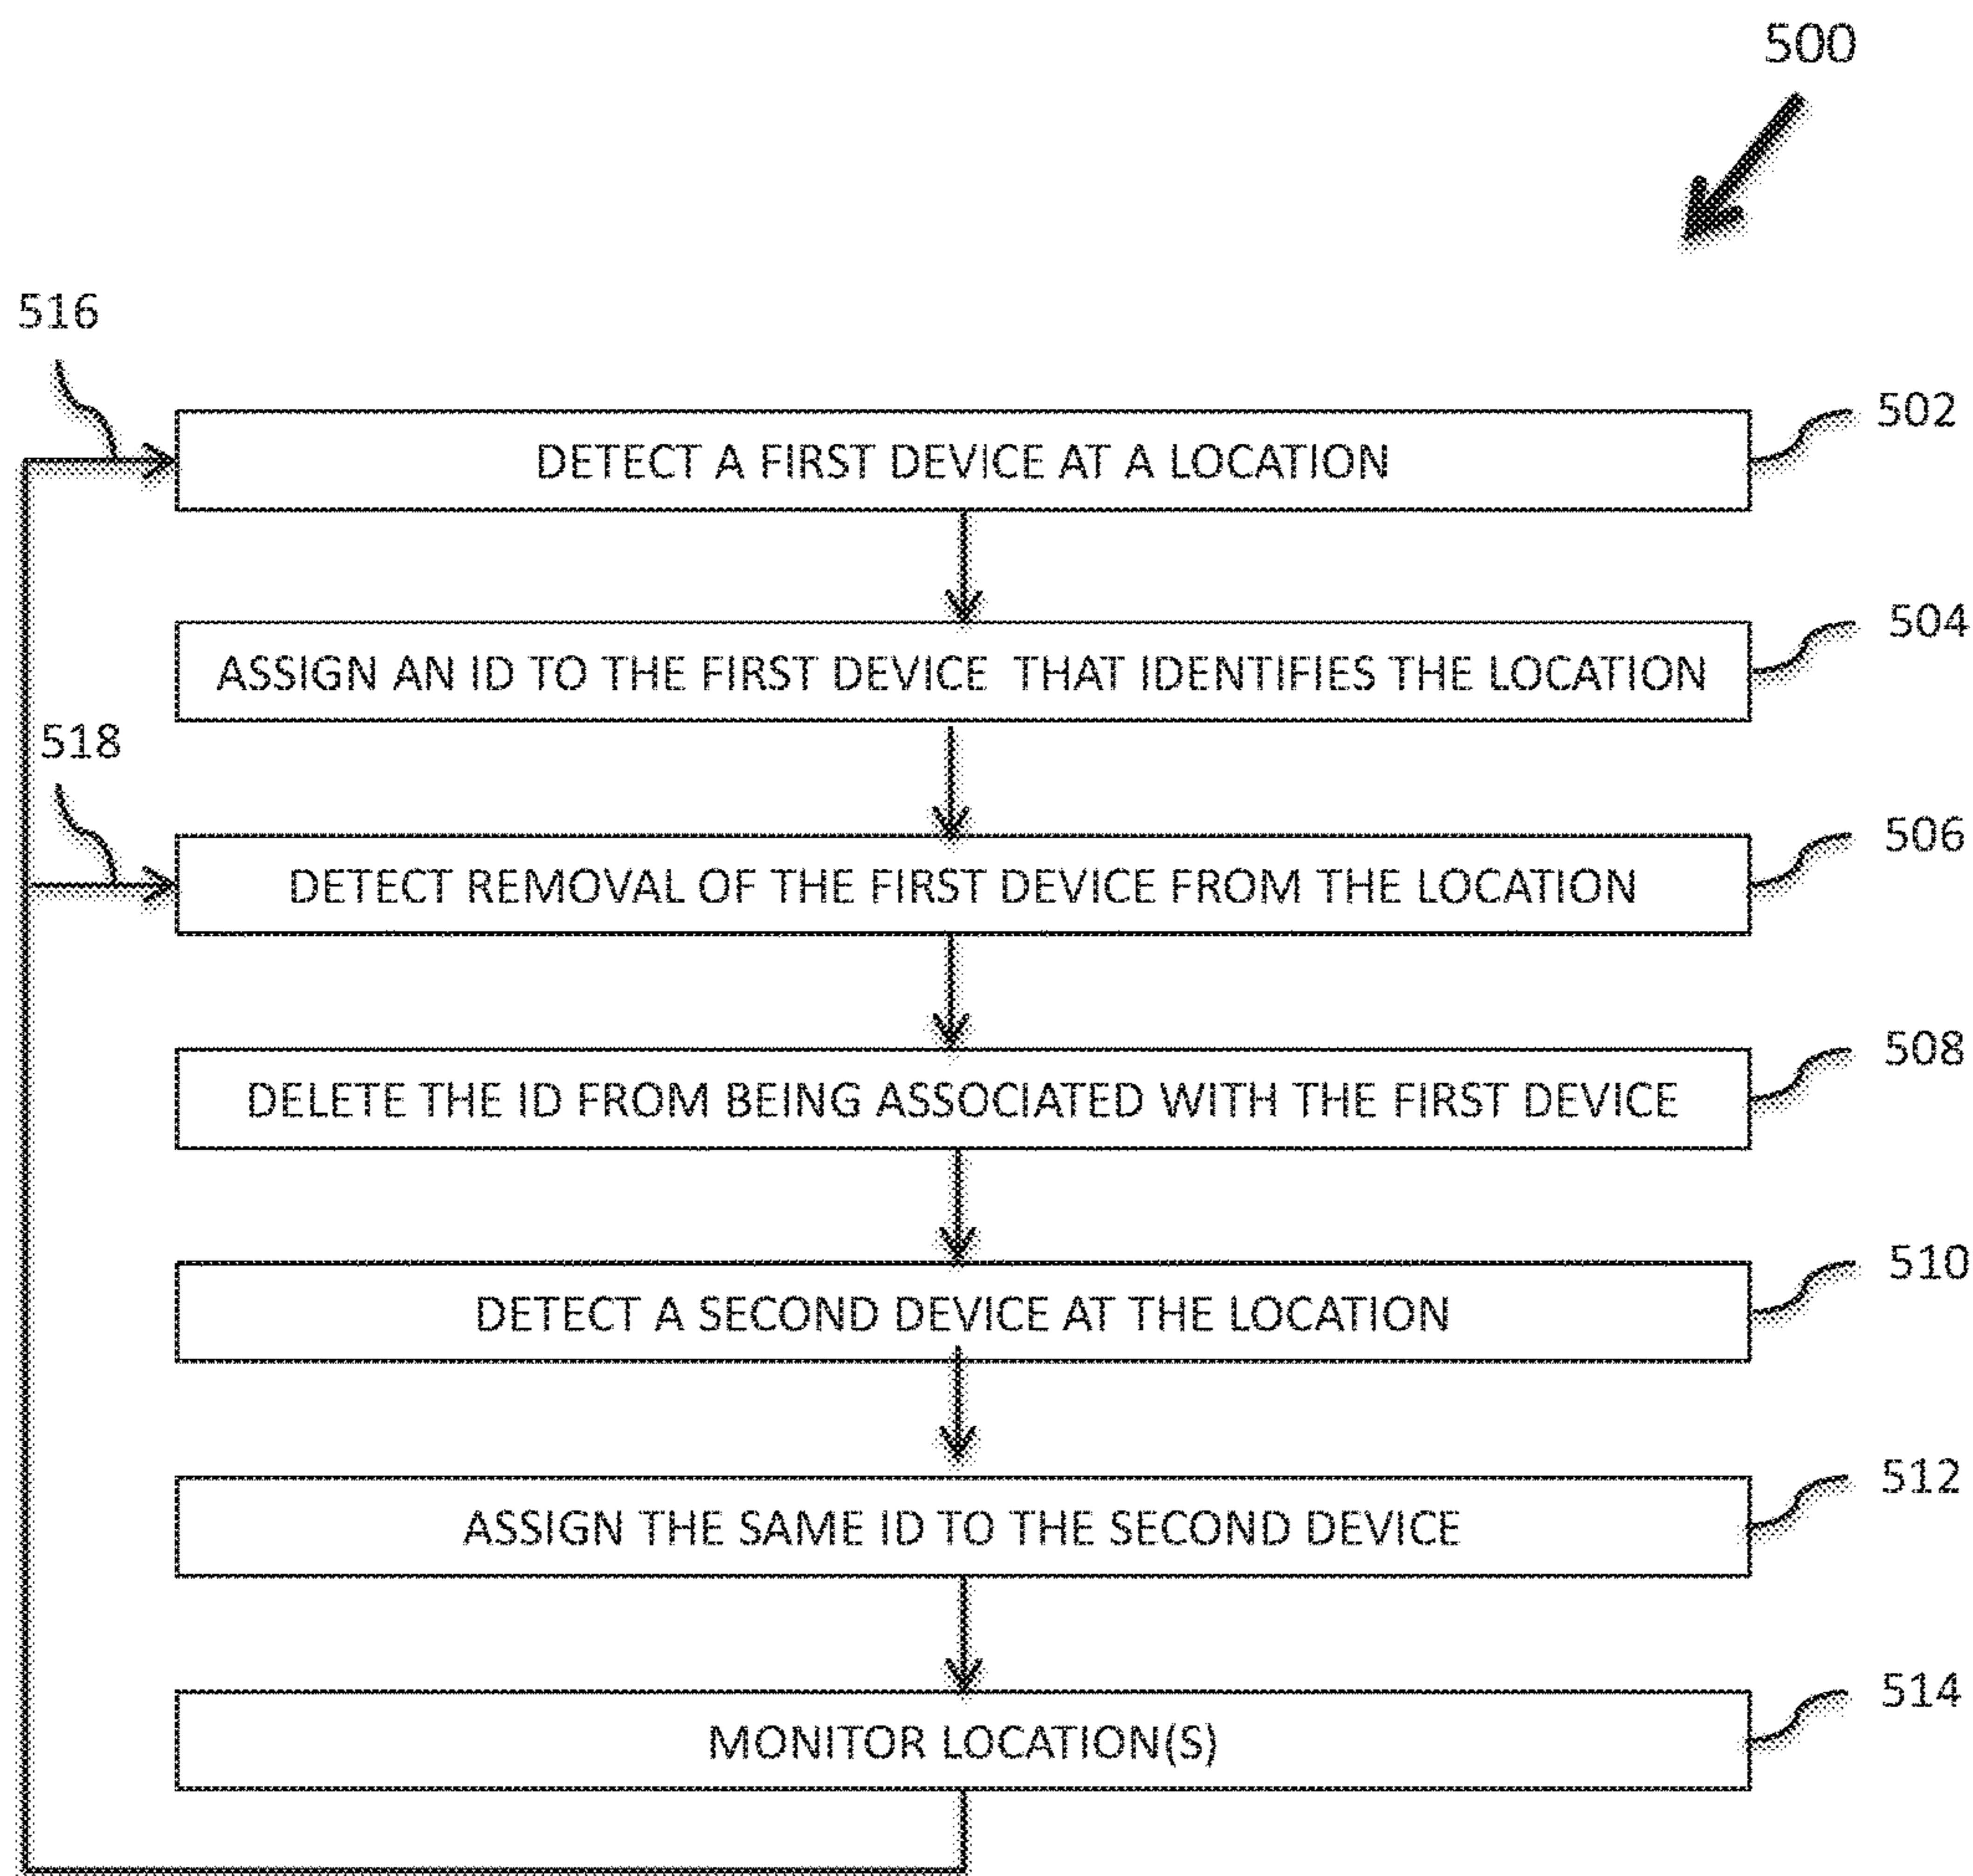 500
516
502
DETECT A FIRST DEVICE AT A LOCATION
504
ASSIGN AN ID TO THE FIRST DEVICE THAT IDENTIFIES THE LOCATION
518
506
DETECT REMOVAL OF THE FIRST DEVICE FROM THE LOCATION
508
DELETE THE ID FROM BEING ASSOCIATED WITH THE FIRST DEVICE
510
DETECT A SECOND DEVICE AT THE LOCATION
512
ASSIGN THE SAME ID TO THE SECOND DEVICE
514
MONITOR LOCATION(S)